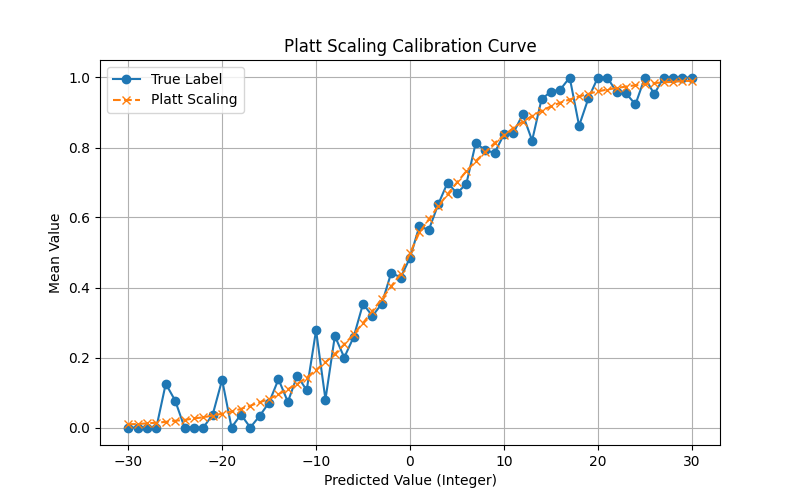 Platt Scaling Calibration Curve
True Label
Platt Scaling
Mean Value
1.0
0.8
0.6
0.4
0.2
0.0
−30
−20
−10
0
10
20
30
Predicted Value (Integer)